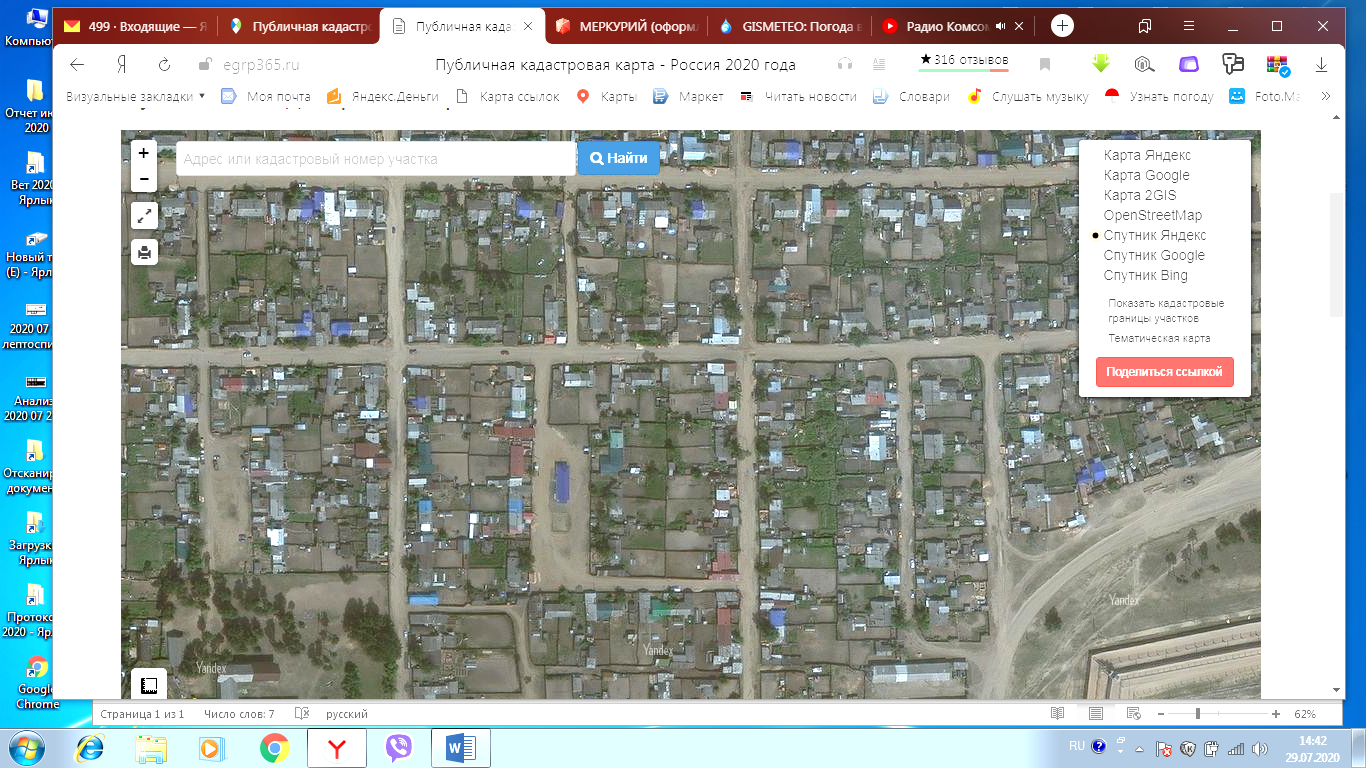 Компьют
Отчет ин
2020
Вет 2020
Ярлык
Новый т
(E) - Ярл
2020 07
лептоспи
Анализ
2020 07 2
Отсканир
докумен
Загрузк
Ярлык
Протоко
2020 - Ярл
Google
Chrome
499 · Входящие — Я
Публичная кадастро
Публичная када
МЕРКУРИЙ (оформ
GISMETEO: Погода в
Радио Комсом
egrp365.ru
Публичная кадастровая карта - Россия 2020 года
★316 отзывов
Визуальные закладки
Моя почта
Яндекс.Деньги
Карта ссылок
Карты
Маркет
Читать новости
Словари
Слушать музыку
Узнать погоду
Foto.Ma
+
−
Адрес или кадастровый номер участка
Найти
Карта Яндекс
Карта Google
Карта 2GIS
OpenStreetMap
Спутник Яндекс
Спутник Google
Спутник Bing
Показать кадастровые
границы участков
Тематическая карта
Поделиться ссылкой
Yandex
Yandex
Yandex
Страница 1 из 1
Число слов: 7
русский
62%
RU
14:42
29.07.2020